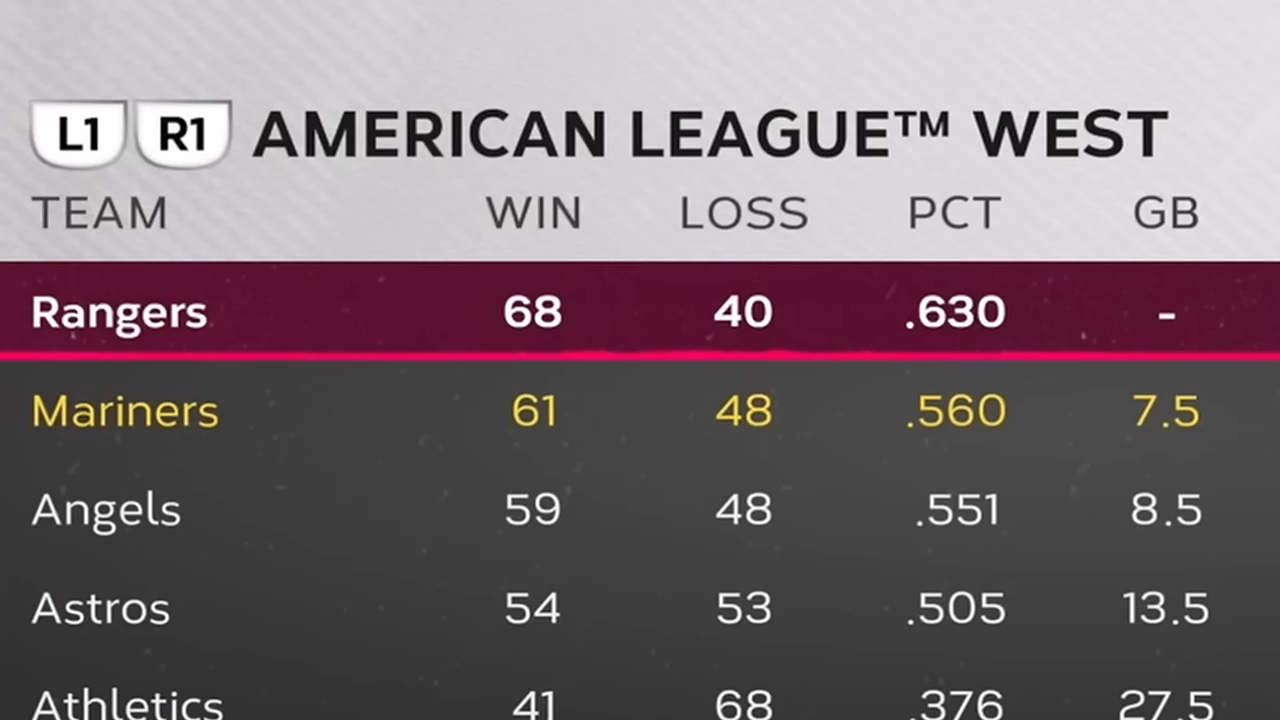 L1 R1 AMERICAN LEAGUE™ WEST
TEAM WIN LOSS PCT GB
Rangers 68 40 .630 -
Mariners 61 48 .560 7.5
Angels 59 48 .551 8.5
Astros 54 53 .505 13.5
Athletics 41 68 .376 27.5